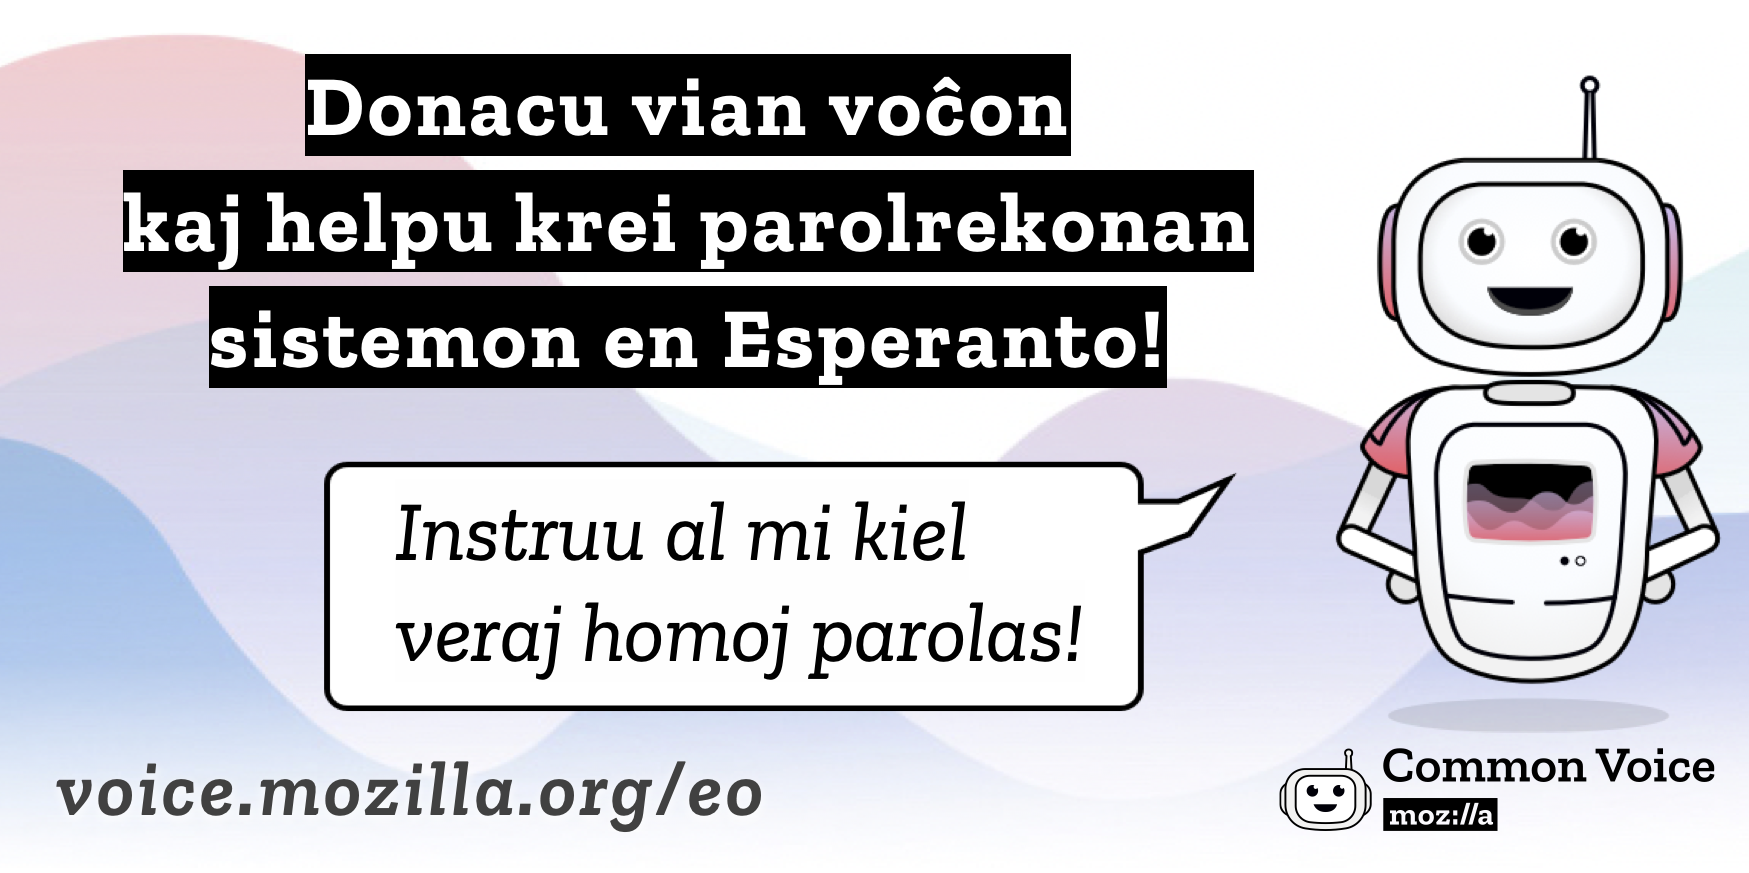 Donacu vian voĉon
kaj helpu krei parolrekonan
sistemon en Esperanto!
Instruu al mi kiel
veraj homoj parolas!
voice.mozilla.org/eo
Common Voice
moz://a